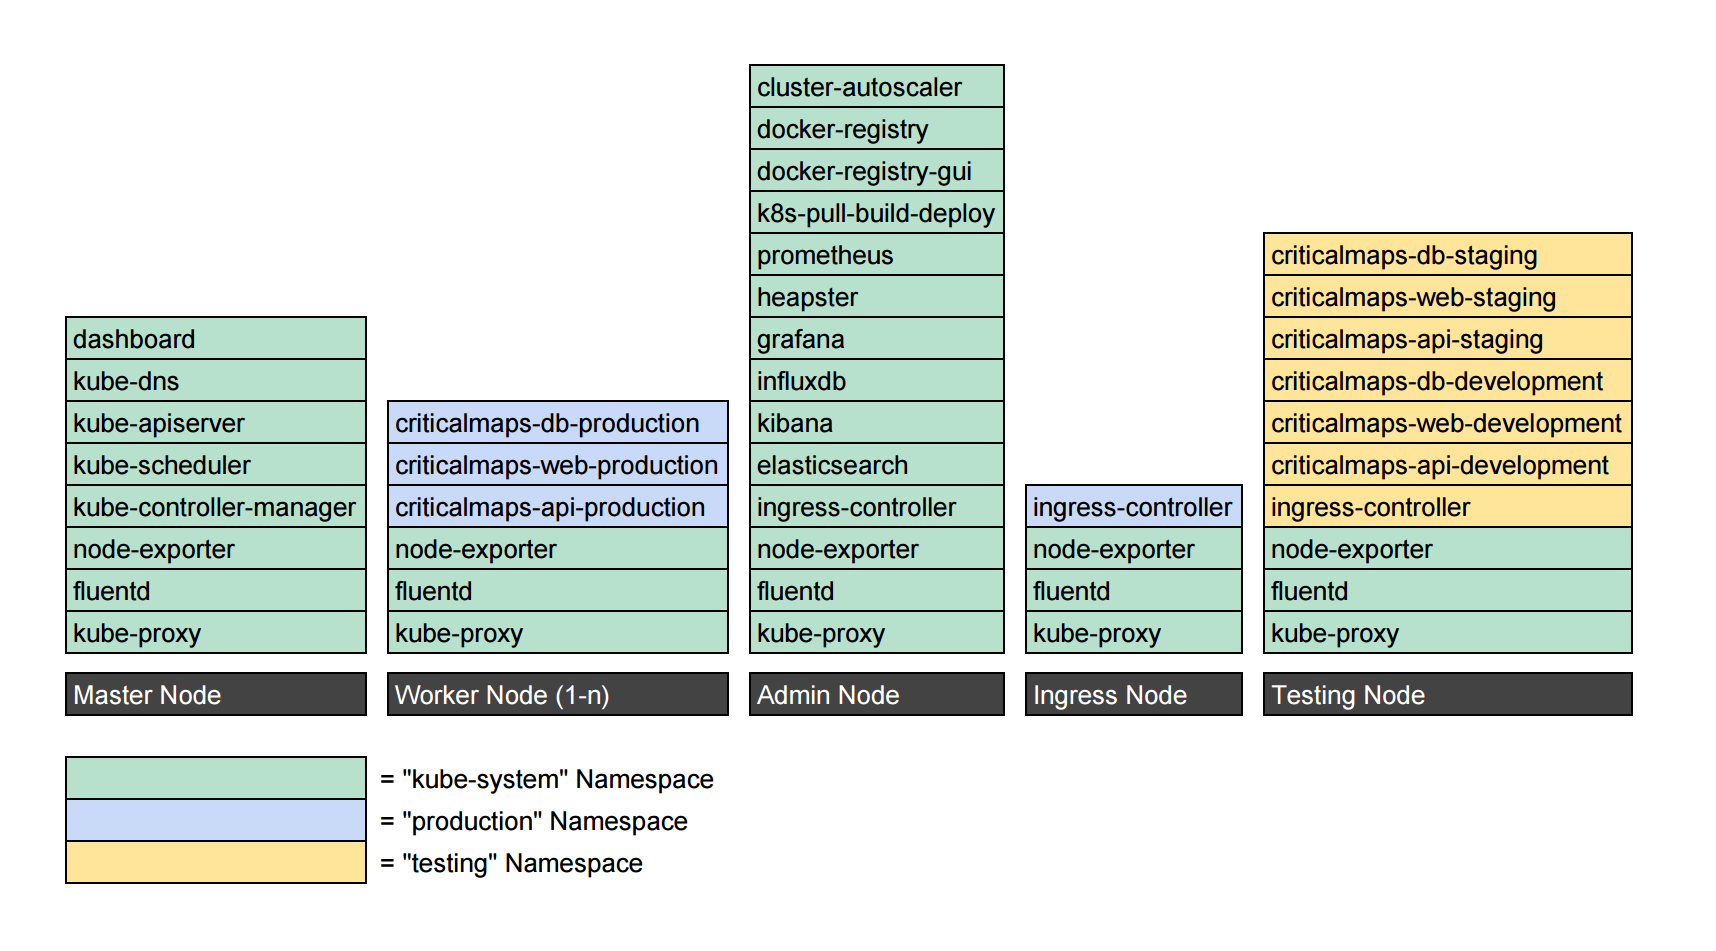 dashboard
kube-dns
kube-apiserver
kube-scheduler
kube-controller-manager
node-exporter
fluentd
kube-proxy
Master Node
criticalmaps-db-production
criticalmaps-web-production
criticalmaps-api-production
node-exporter
fluentd
kube-proxy
Worker Node (1-n)
cluster-autoscaler
docker-registry
docker-registry-gui
k8s-pull-build-deploy
prometheus
heapster
grafana
influxdb
kibana
elasticsearch
ingress-controller
node-exporter
fluentd
kube-proxy
Admin Node
ingress-controller
node-exporter
fluentd
kube-proxy
Ingress Node
criticalmaps-db-staging
criticalmaps-web-staging
criticalmaps-api-staging
criticalmaps-db-development
criticalmaps-web-development
criticalmaps-api-development
ingress-controller
node-exporter
fluentd
kube-proxy
Testing Node
= "kube-system" Namespace
= "production" Namespace
= "testing" Namespace